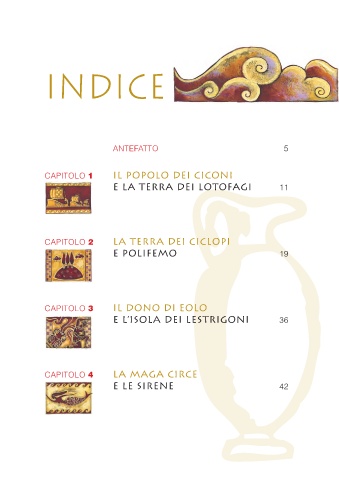 INDICE
ANTEFATTO 5
CAPITOLO 1 IL POPOLO DEI CICONI
E LA TERRA DEI LOTOFAGI 11
CAPITOLO 2 LA TERRA DEI CICLOPI
E POLIFEMO 19
CAPITOLO 3 IL DONO DI EOLO
E L'ISOLA DEI LESTRIGONI 36
CAPITOLO 4 LA MAGA CIRCE
E LE SIRENE 42